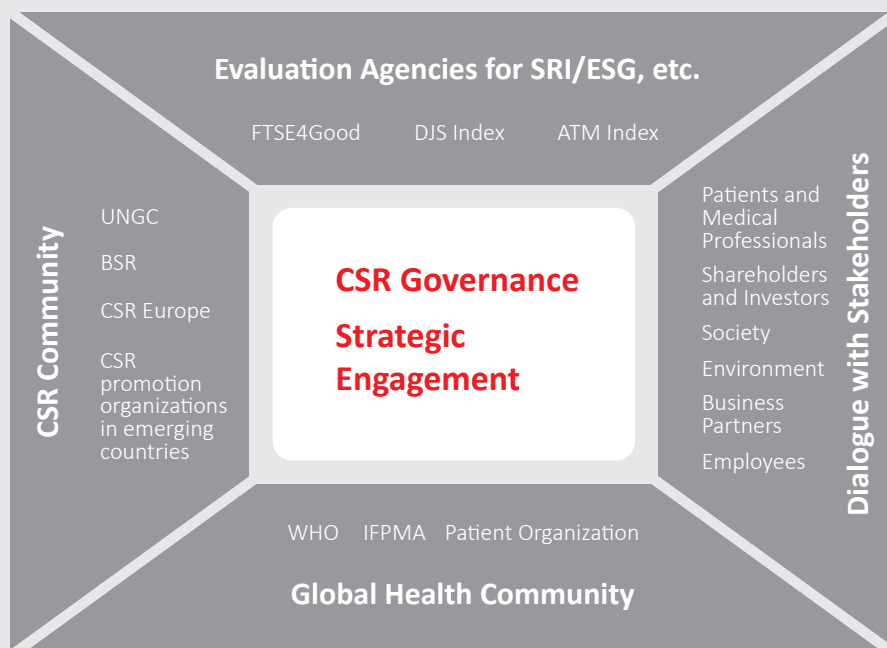 Evaluation Agencies for SRI/ESG, etc.
FTSE4Good DJS Index ATM Index
CSR Community
UNGC
BSR
CSR Europe
CSR
promotion
organizations
in emerging
countries
CSR Governance
Strategic
Engagement
Patients and
Medical
Professionals
Shareholders
and Investors
Society
Environment
Business
Partners
Employees
Dialogue with Stakeholders
WHO IFPMA Patient Organization
Global Health Community